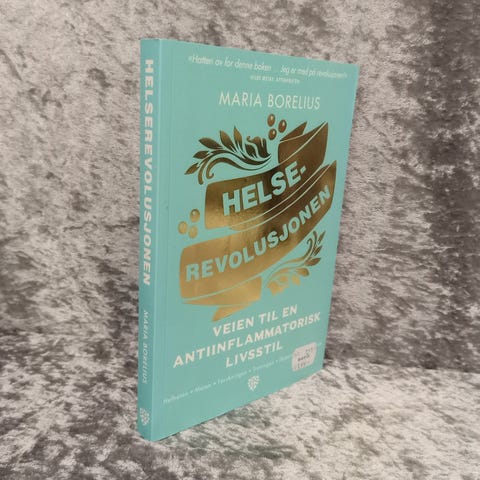 HELSEREVOLUSJONEN
MARIA BORELIUS
«Hatten av for denne boken ... Jeg er med på revolusjonen!»
MARIA BORELIUS
HELSE-
REVOLUSJONEN
VEIEN TIL EN
ANTIINFLAMMATORISK
LIVSSTIL